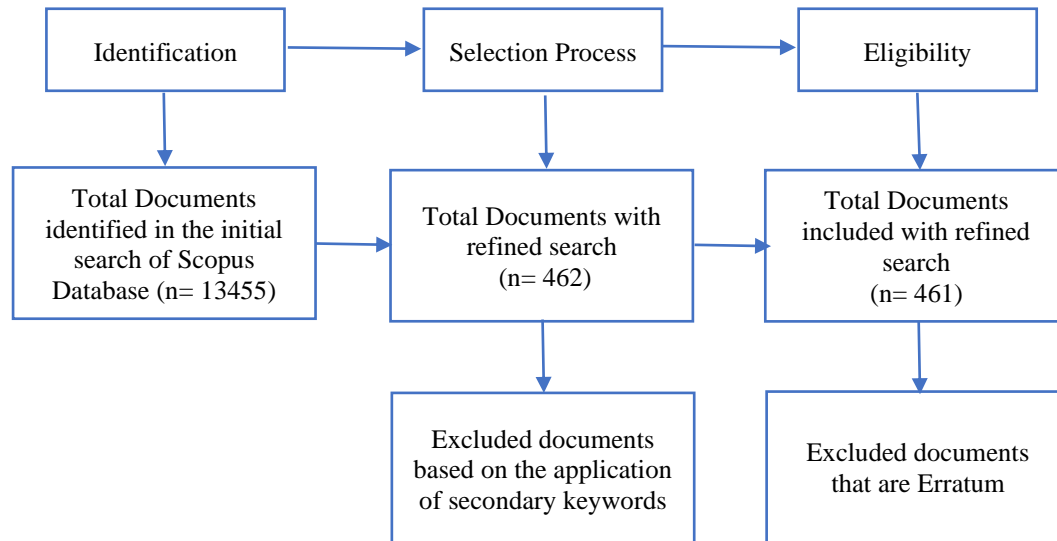 Identification
Selection Process
Eligibility
Total Documents
identified in the initial
search of Scopus
Database (n= 13455)
Total Documents with
refined search
(n= 462)
Total Documents
included with refined
search
(n= 461)
Excluded documents
based on the application
of secondary keywords
Excluded documents
that are Erratum